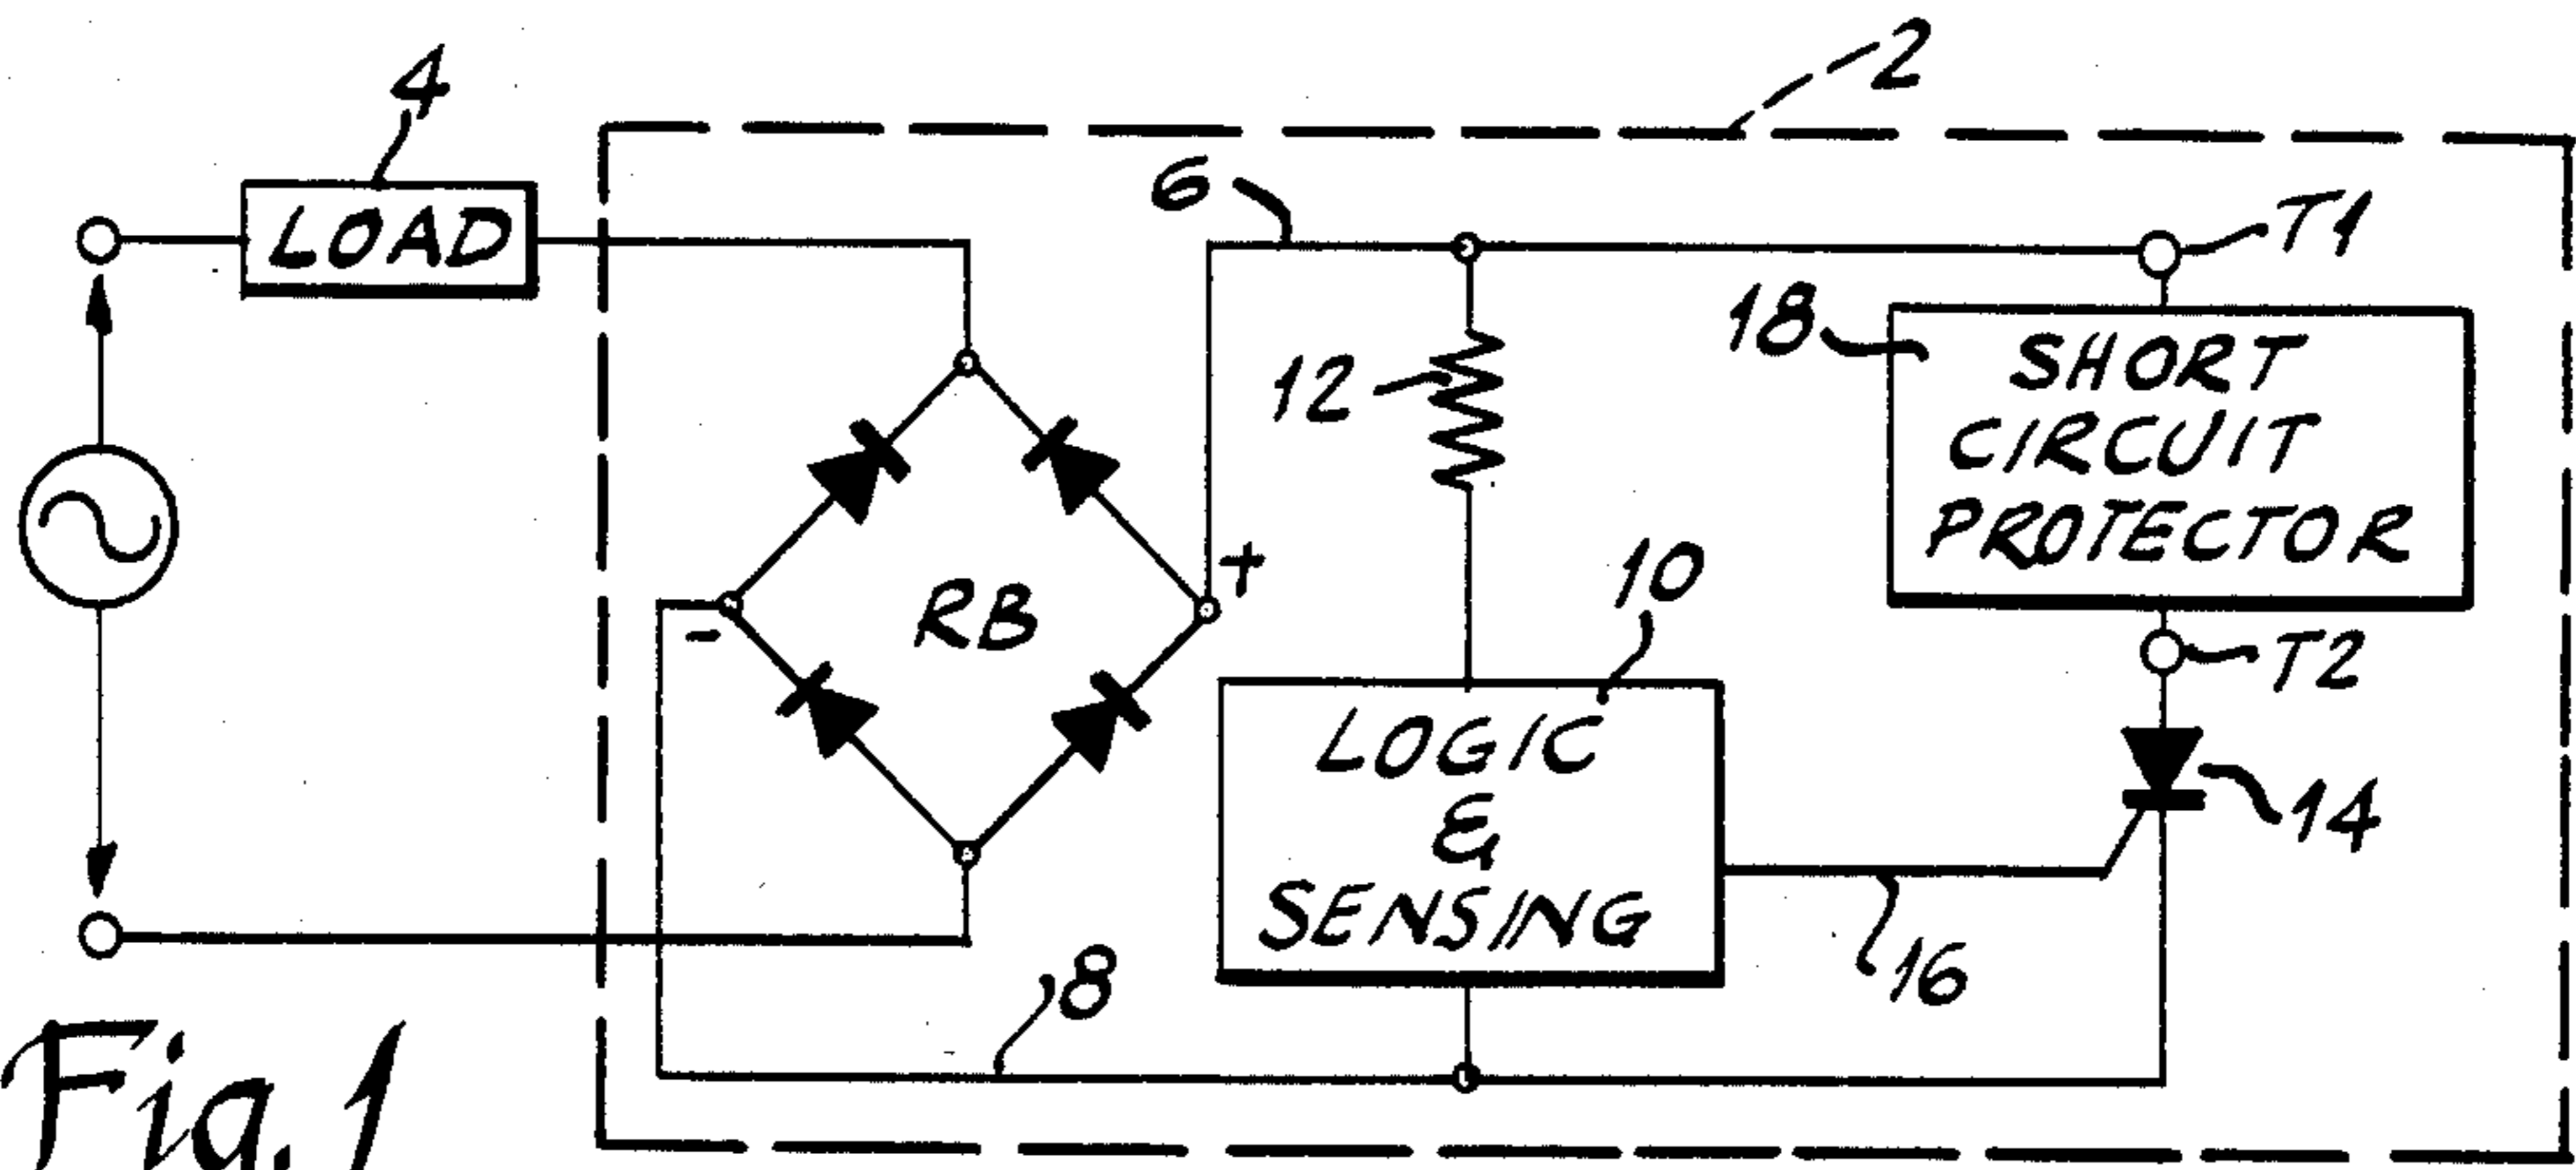 2
4
LOAD
6
T1
18
SHORT
CIRCUIT
PROTECTOR
12
+
-
RB
10
T2
LOGIC
&
SENSING
14
16
8
Fig. 1